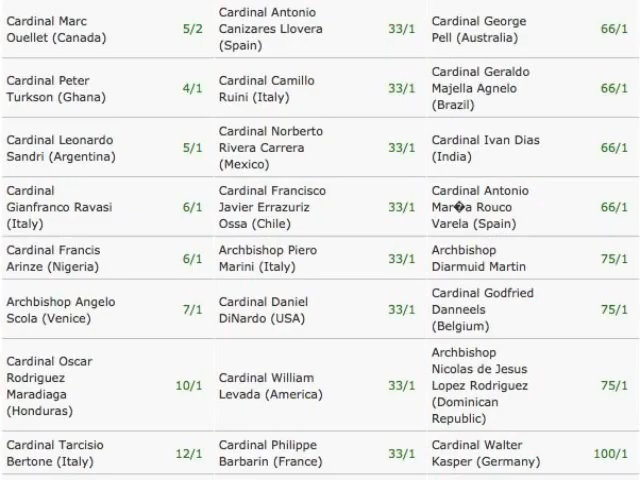 Cardinal Marc
Ouellet (Canada)
5/2
Cardinal Antonio
Canizares Llovera
(Spain)
33/1
Cardinal George
Pell (Australia)
66/1
Cardinal Peter
Turkson (Ghana)
4/1
Cardinal Camillo
Ruini (Italy)
33/1
Cardinal Geraldo
Majella Agnelo
(Brazil)
66/1
Cardinal Leonardo
Sandri (Argentina)
5/1
Cardinal Norberto
Rivera Carrera
(Mexico)
33/1
Cardinal Ivan Dias
(India)
66/1
Cardinal
Gianfranco Ravasi
(Italy)
6/1
Cardinal Francisco
Javier Errazuriz
Ossa (Chile)
33/1
Cardinal Antonio
Mar�a Rouco
Varela (Spain)
66/1
Cardinal Francis
Arinze (Nigeria)
6/1
Archbishop Piero
Marini (Italy)
33/1
Archbishop
Diarmuid Martin
75/1
Archbishop Angelo
Scola (Venice)
7/1
Cardinal Daniel
DiNardo (USA)
33/1
Cardinal Godfried
Danneels
(Belgium)
75/1
Cardinal Oscar
Rodriguez
Maradiaga
(Honduras)
10/1
Cardinal William
Levada (America)
33/1
Archbishop
Nicolas de Jesus
Lopez Rodriguez
(Dominican
Republic)
75/1
Cardinal Tarcisio
Bertone (Italy)
12/1
Cardinal Philippe
Barbarin (France)
33/1
Cardinal Walter
Kasper (Germany)
100/1